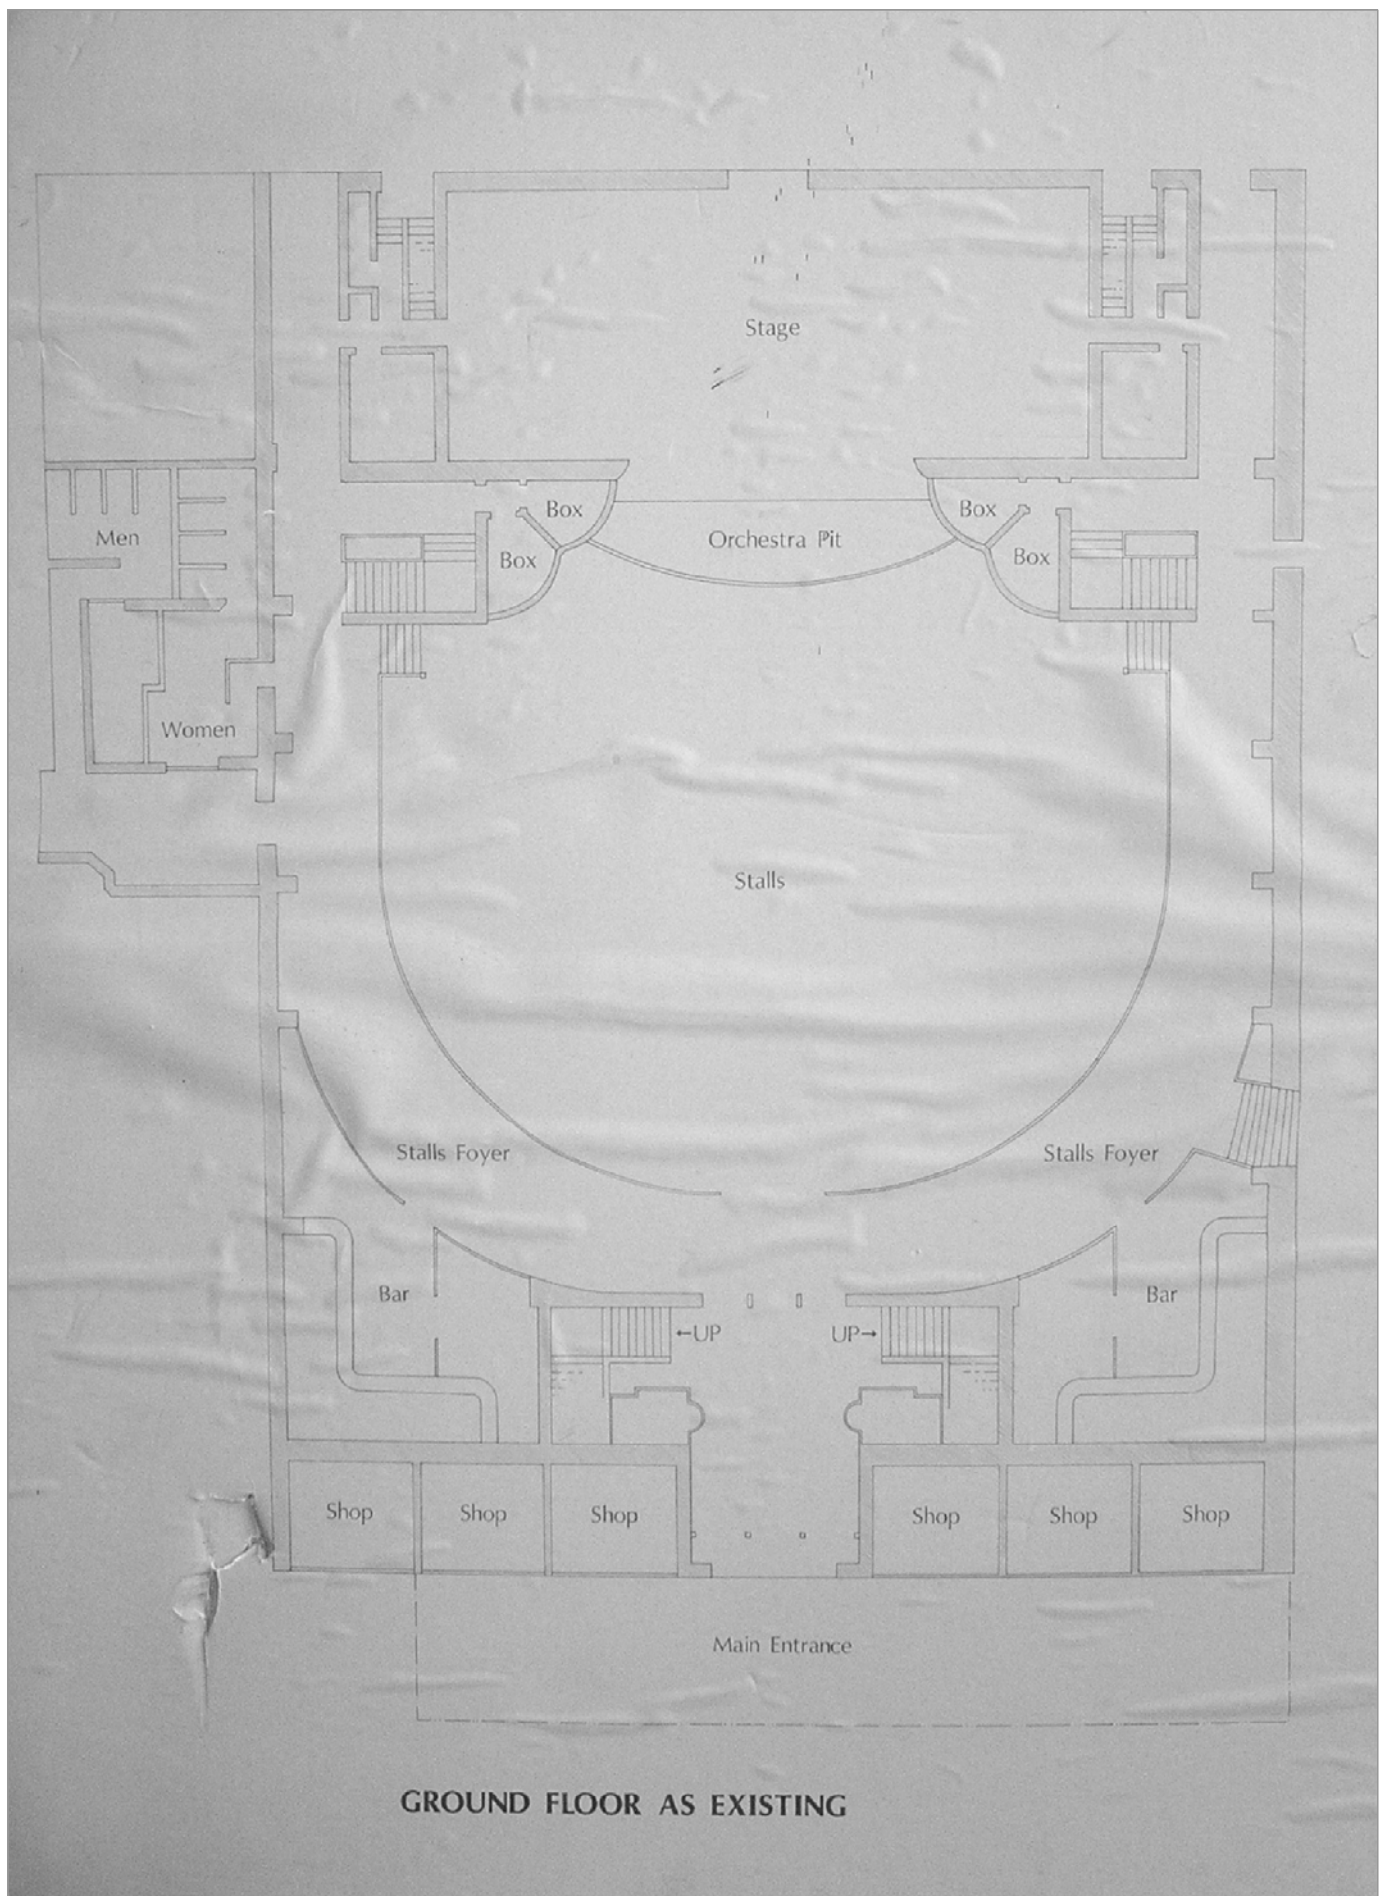 Stage
Box
Box
Orchestra Pit
Box
Box
Men
Women
Stalls
Stalls Foyer
Stalls Foyer
Bar
Bar
←UP
UP→
Shop
Shop
Shop
Shop
Shop
Shop
Main Entrance
GROUND FLOOR AS EXISTING